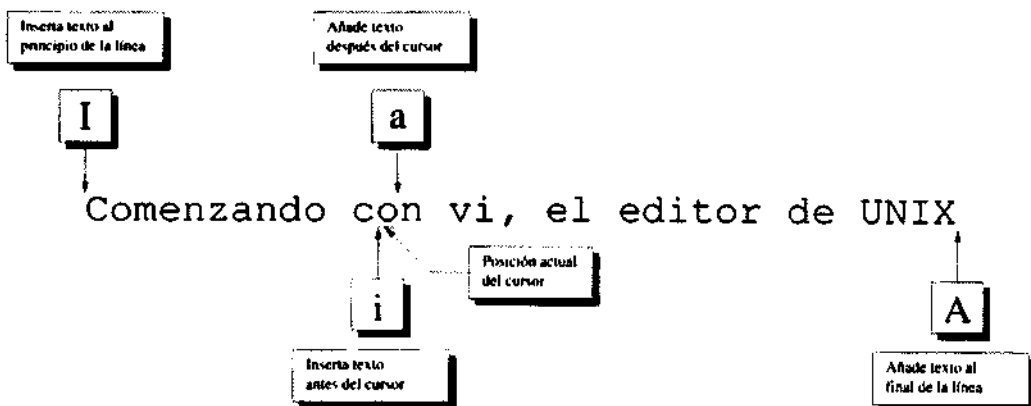 Inserta texto al
principio de la línea
Añade texto
después del cursor
I
a
Comenzando con vi, el editor de UNIX
Posición actual
del cursor
i
A
Inserta texto
antes del cursor
Añade texto al
final de la línea